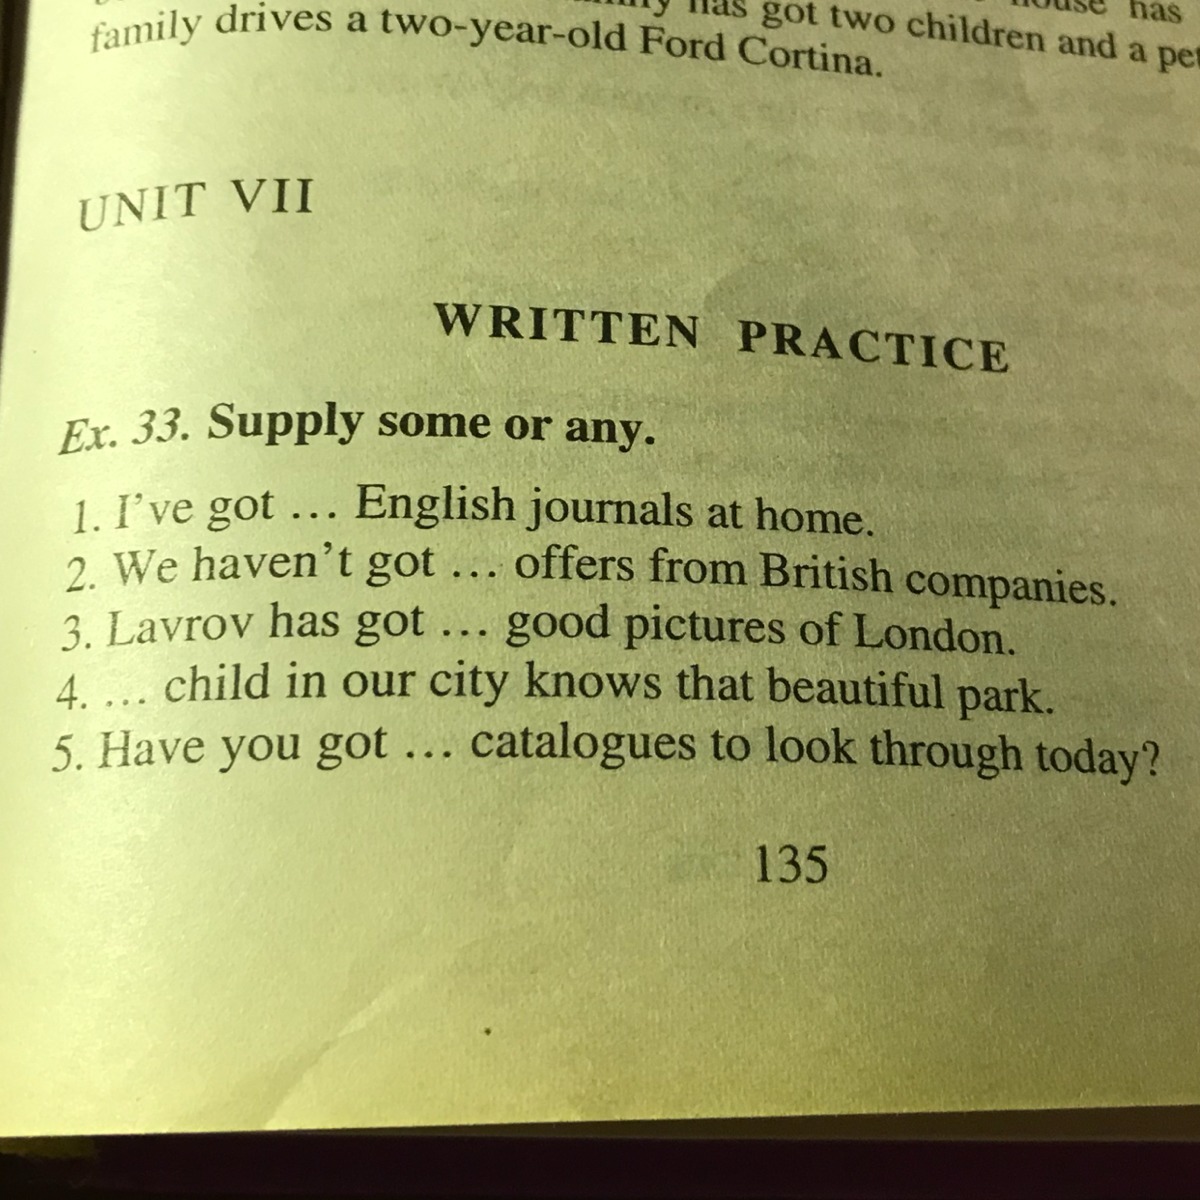 has got two children and a pet
family drives a two-year-old Ford Cortina.
UNIT VII
WRITTEN PRACTICE
Ex. 33. Supply some or any.
1. I've got ... English journals at home.
2. We haven't got ... offers from British companies.
3. Lavrov has got ... good pictures of London.
4. ... child in our city knows that beautiful park.
5. Have you got ... catalogues to look through today?
135